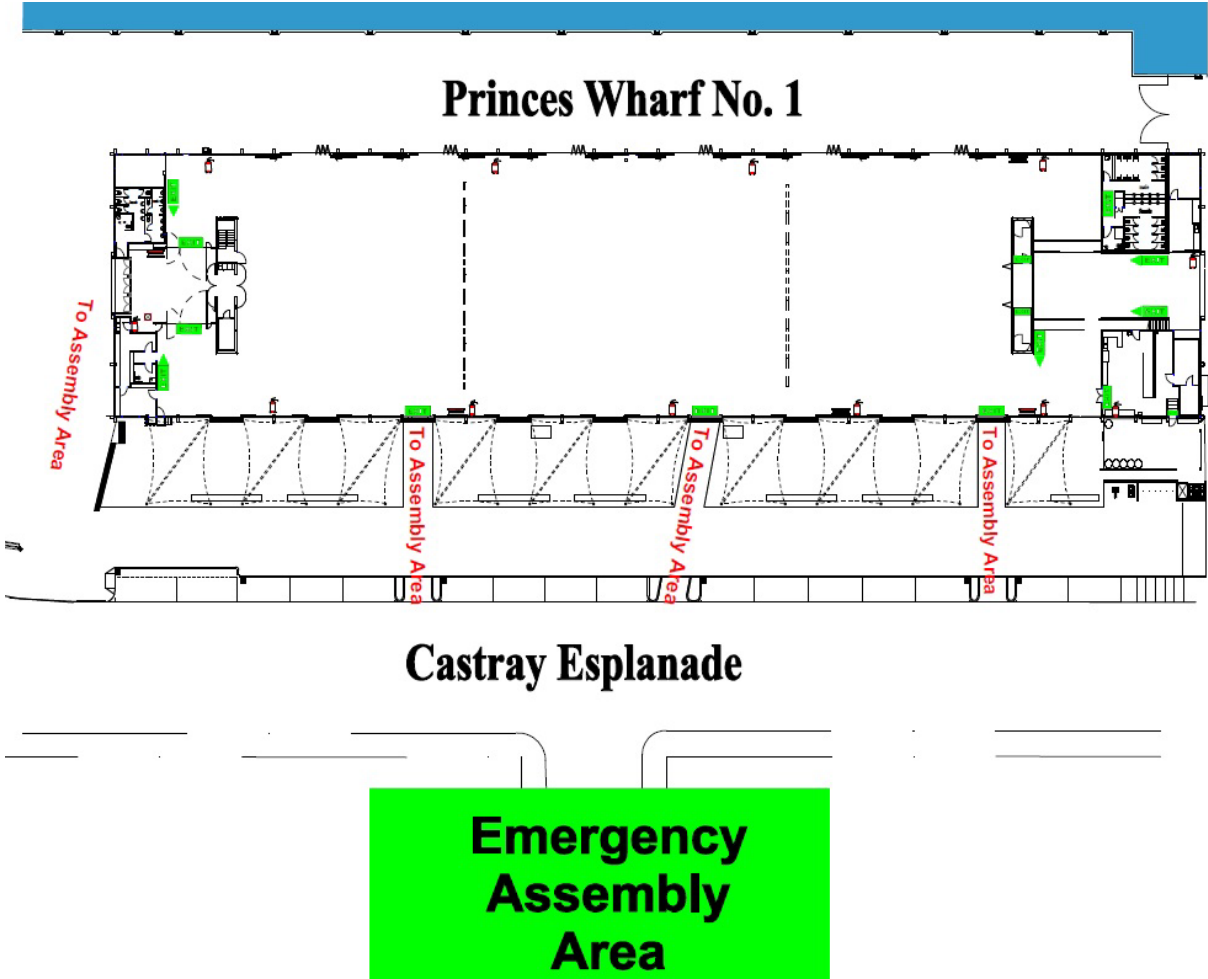 Princes Wharf No. 1
To Assembly Area
To Assembly Area
To Assembly Area
To Assembly Area
Castray Esplanade
Emergency
Assembly
Area